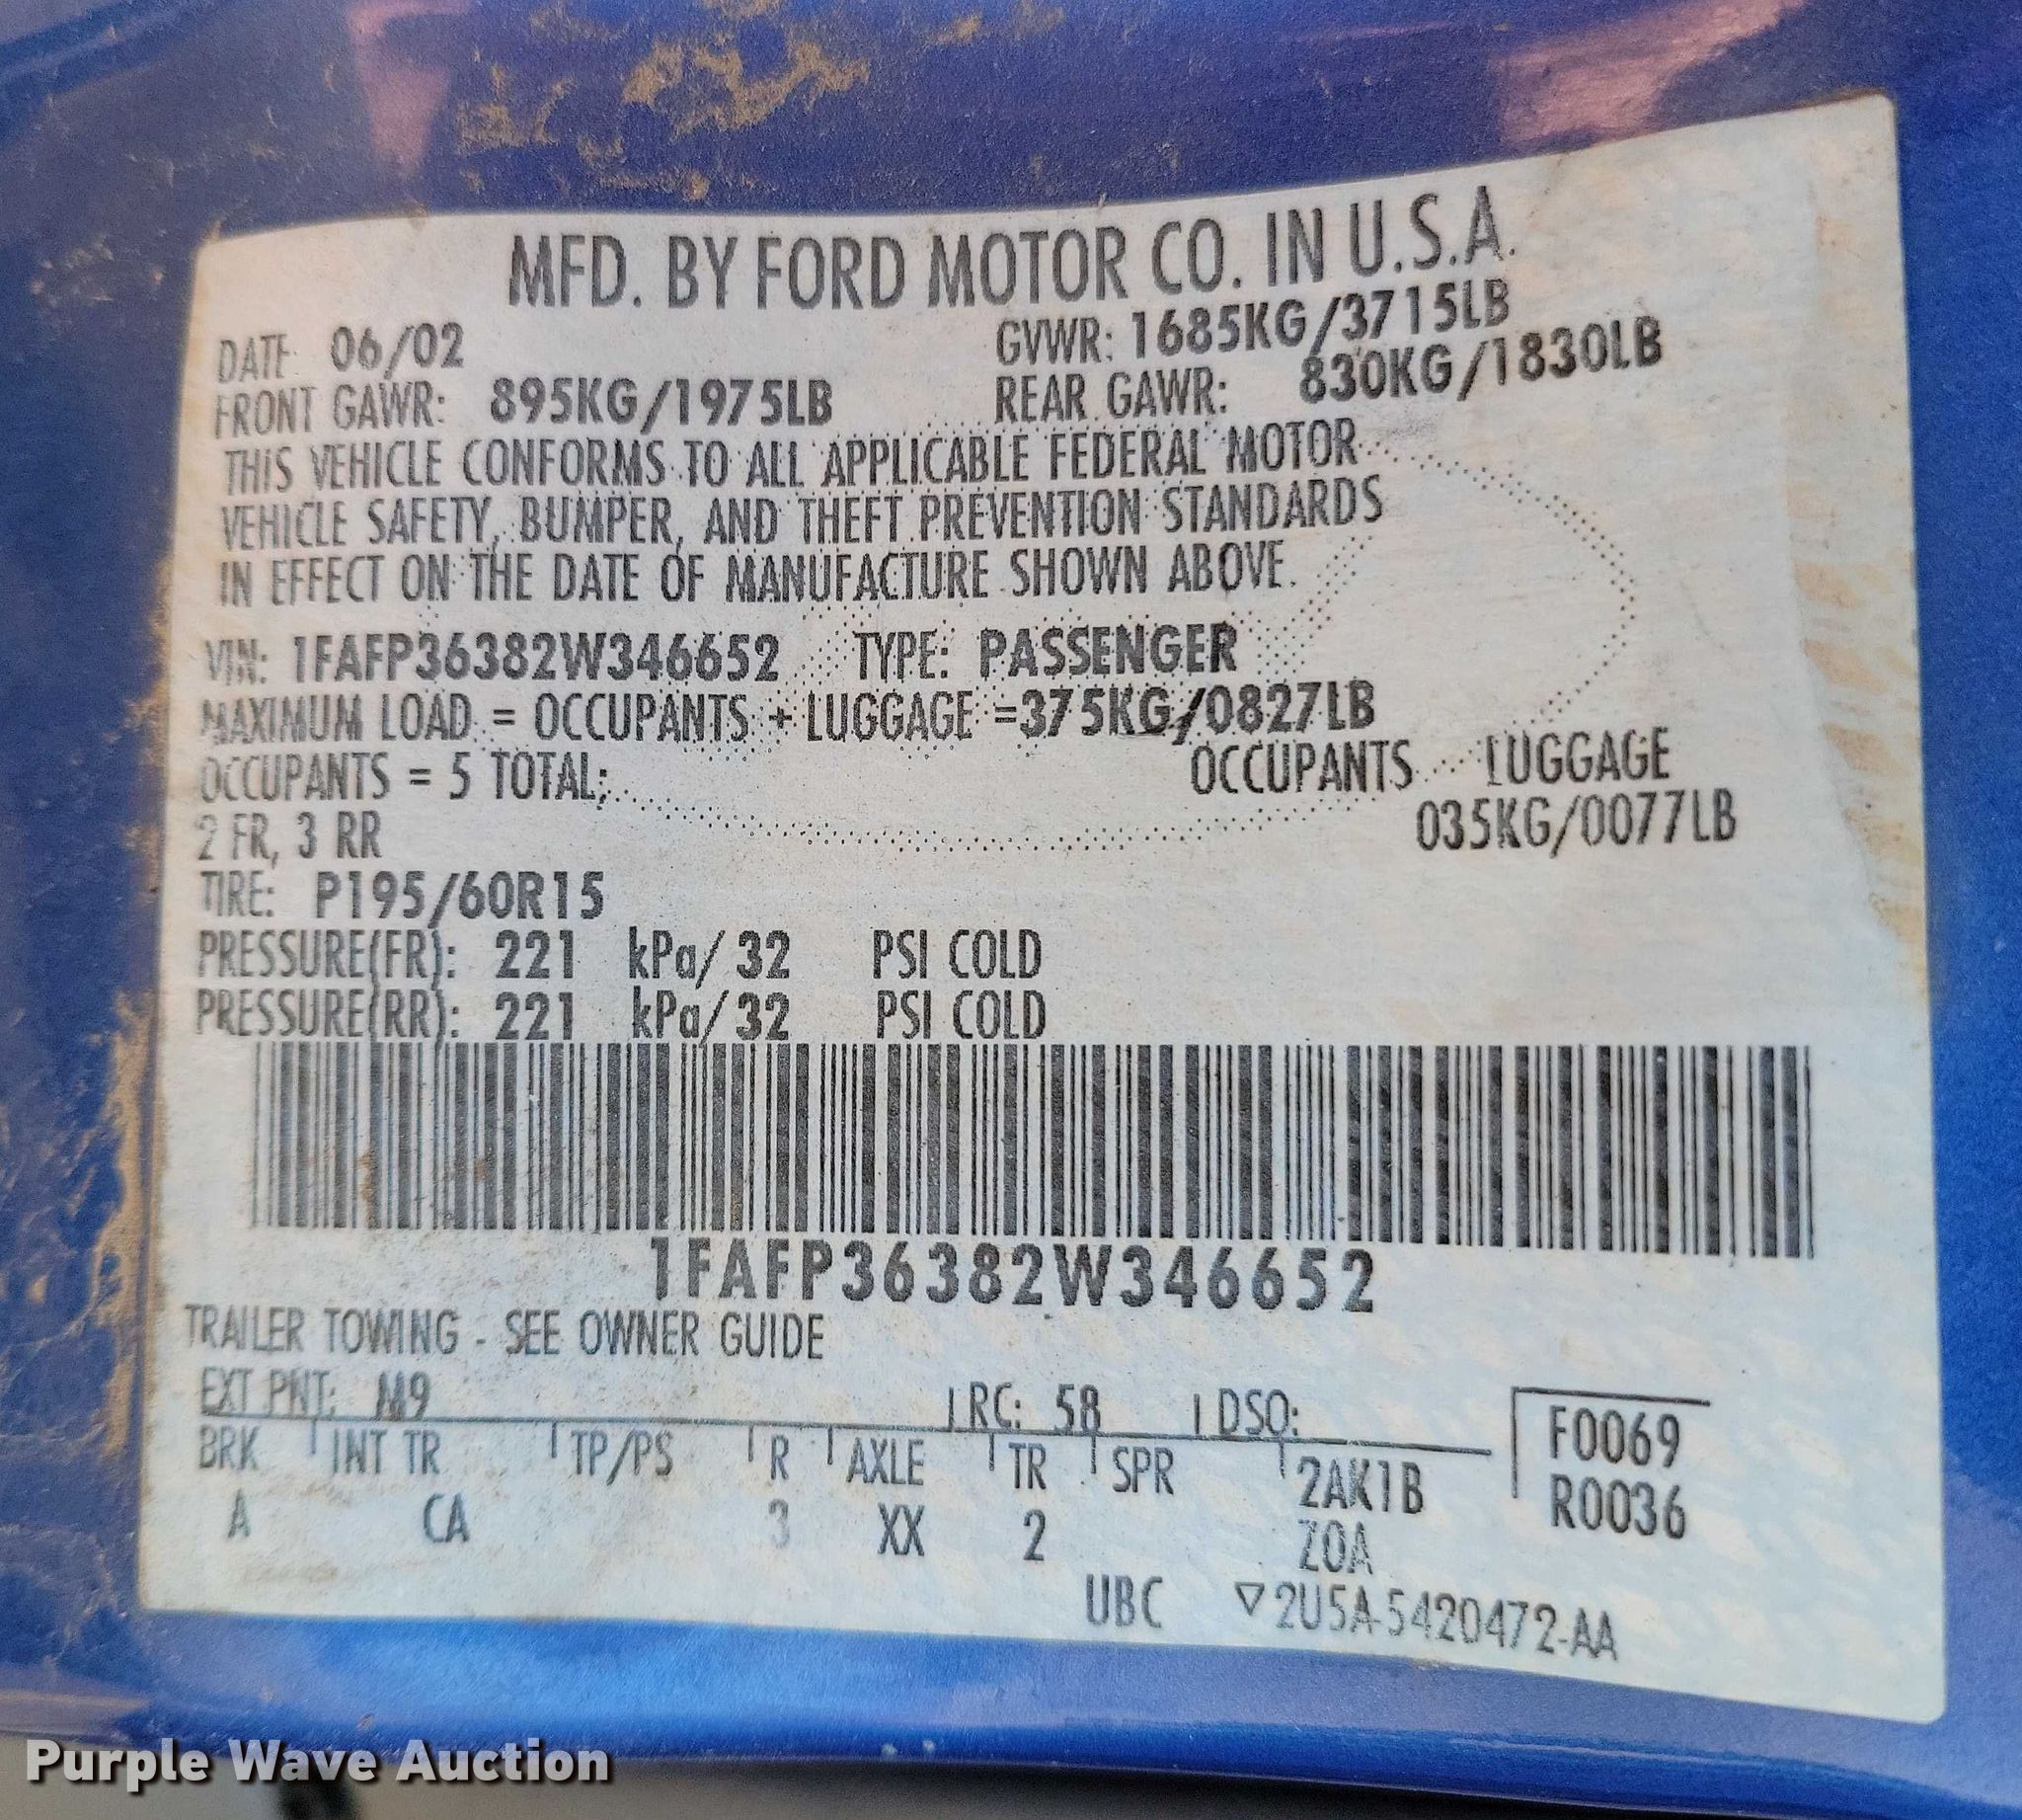 MFD. BY FORD MOTOR CO. IN U.S.A.
DATE: 06/02 GVWR: 1685KG/3715LB
FRONT GAWR: 895KG/1975LB REAR GAWR: 830KG/1830LB
THIS VEHICLE CONFORMS TO ALL APPLICABLE FEDERAL MOTOR
VEHICLE SAFETY, BUMPER, AND THEFT PREVENTION STANDARDS
IN EFFECT ON THE DATE OF MANUFACTURE SHOWN ABOVE.
VIN: 1FAFP36382W346652 TYPE: PASSENGER
MAXIMUM LOAD = OCCUPANTS + LUGGAGE =375KG/0827LB
OCCUPANTS = 5 TOTAL; OCCUPANTS LUGGAGE
2 FR, 3 RR 035KG/0077LB
TIRE: P195/60R15
PRESSURE(FR): 221 kPa/ 32 PSI COLD
PRESSURE(RR): 221 kPa/ 32 PSI COLD
1FAFP36382W346652
TRAILER TOWING - SEE OWNER GUIDE
EXT PNT: M9 RC: 58 DSO: F0069
BRK INT TR TP/PS R AXLE TR SPR 2AK1B R0036
A CA 3 XX 2 Z0A
UBC ▽2U5A-5420472-AA
Purple Wave Auction